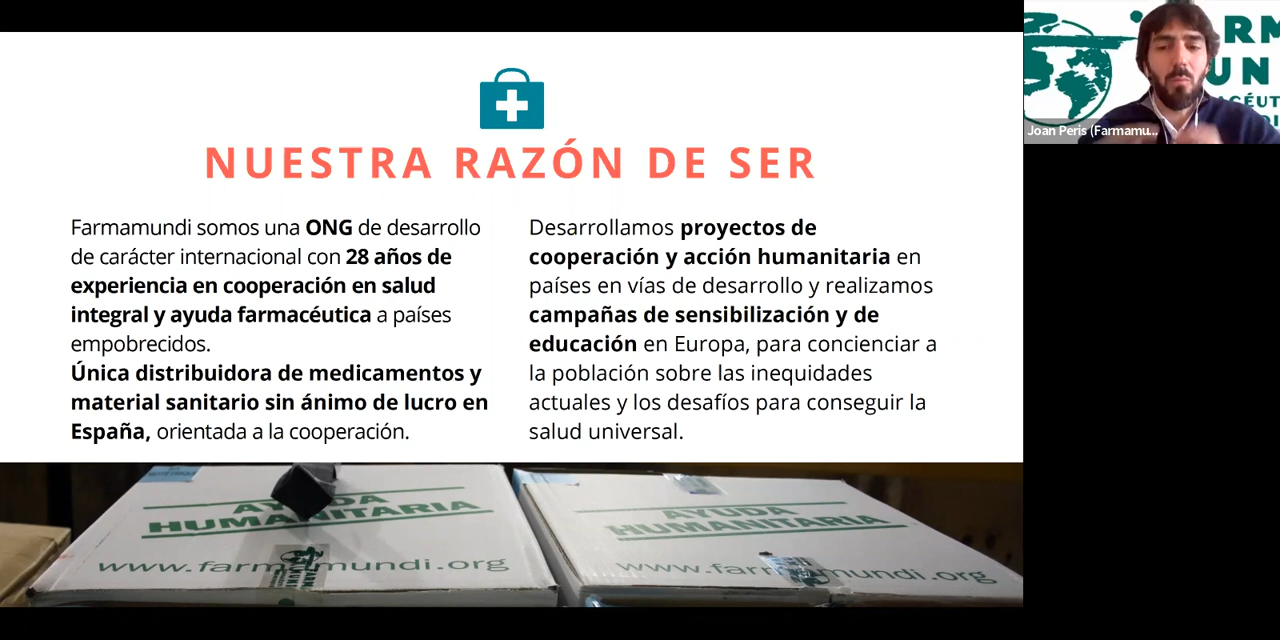 NUESTRA RAZÓN DE SER
Farmamundi somos una ONG de desarrollo
de carácter internacional con 28 años de
experiencia en cooperación en salud
integral y ayuda farmacéutica a países
empobrecidos.
Única distribuidora de medicamentos y
material sanitario sin ánimo de lucro en
España, orientada a la cooperación.
Desarrollamos proyectos de
cooperación y acción humanitaria en
países en vías de desarrollo y realizamos
campañas de sensibilización y de
educación en Europa, para concienciar a
la población sobre las inequidades
actuales y los desafíos para conseguir la
salud universal.
AYUDA
HUMANITARIA
www.farmamundi.org
AYUDA
HUMANITARIA
www.farmamundi.org
Joan Peris (Farmamu...